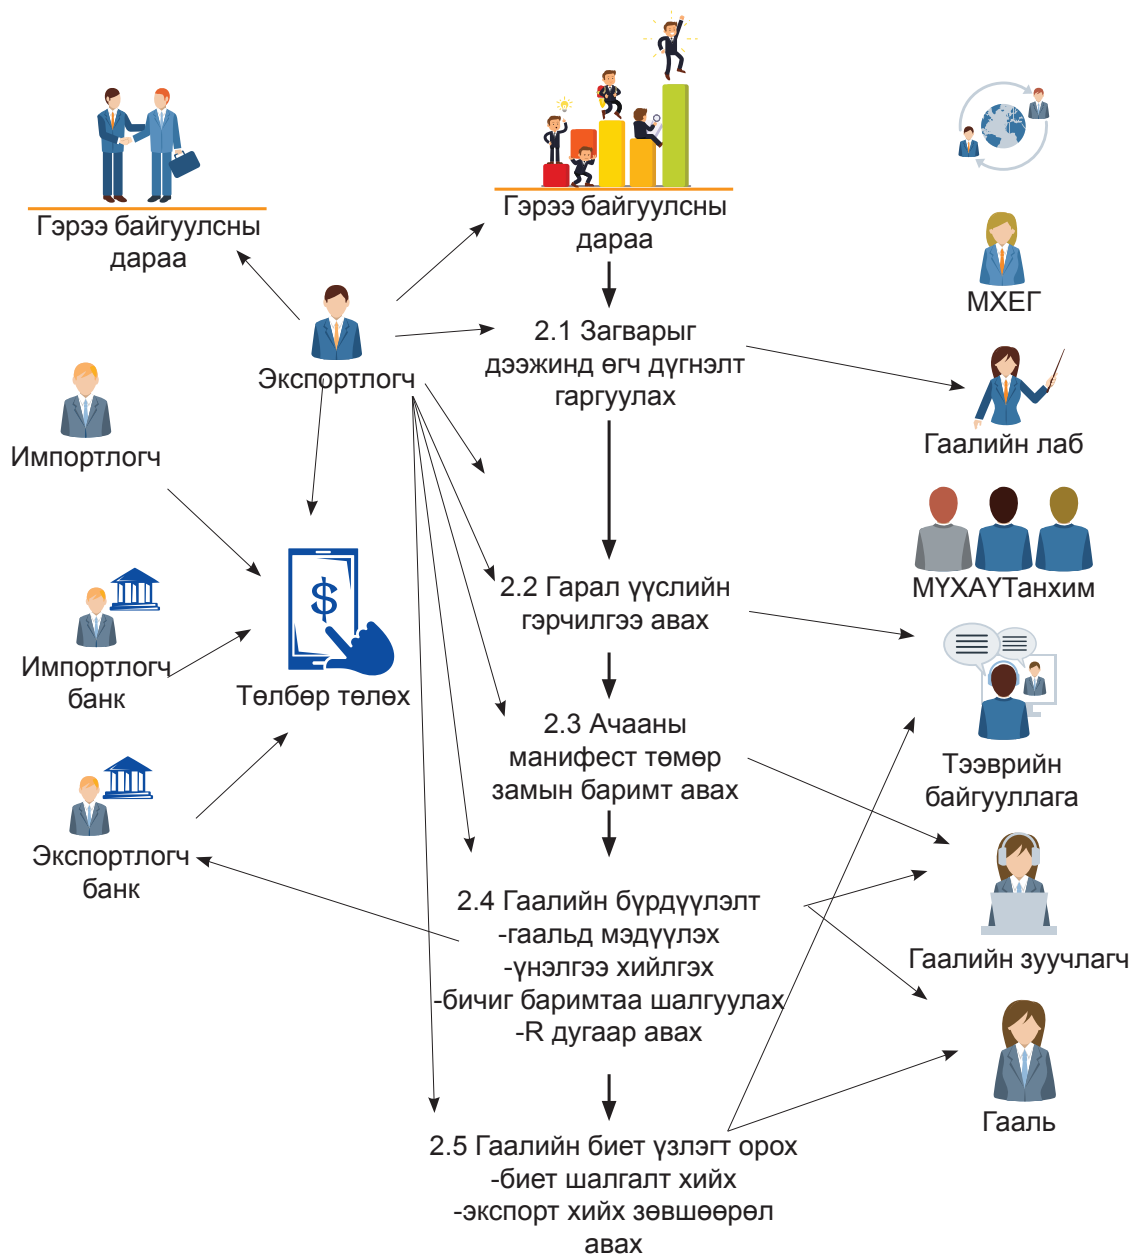 Гэрээ байгуулсны
дараа
Гэрээ байгуулсны
дараа
МХЕГ
Экспортлогч
2.1 Загварыг
дээжинд өгч дүгнэлт
гаргуулах
Импортлогч
Гаалийн лаб
МҮХАҮТанхим
2.2 Гарал үүслийн
гэрчилгээ авах
$
Импортлогч
банк
Төлбөр төлөх
2.3 Ачааны
манифест төмөр
замын баримт авах
Тээврийн
байгууллага
Экспортлогч
банк
2.4 Гаалийн бүрдүүлэлт
-гаальд мэдүүлэх
-үнэлгээ хийлгэх
-бичиг баримтаа шалгуулах
-R дугаар авах
Гаалийн зуучлагч
Гааль
2.5 Гаалийн биет үзлэгт орох
-биет шалгалт хийх
-экспорт хийх зөвшөөрөл
авах